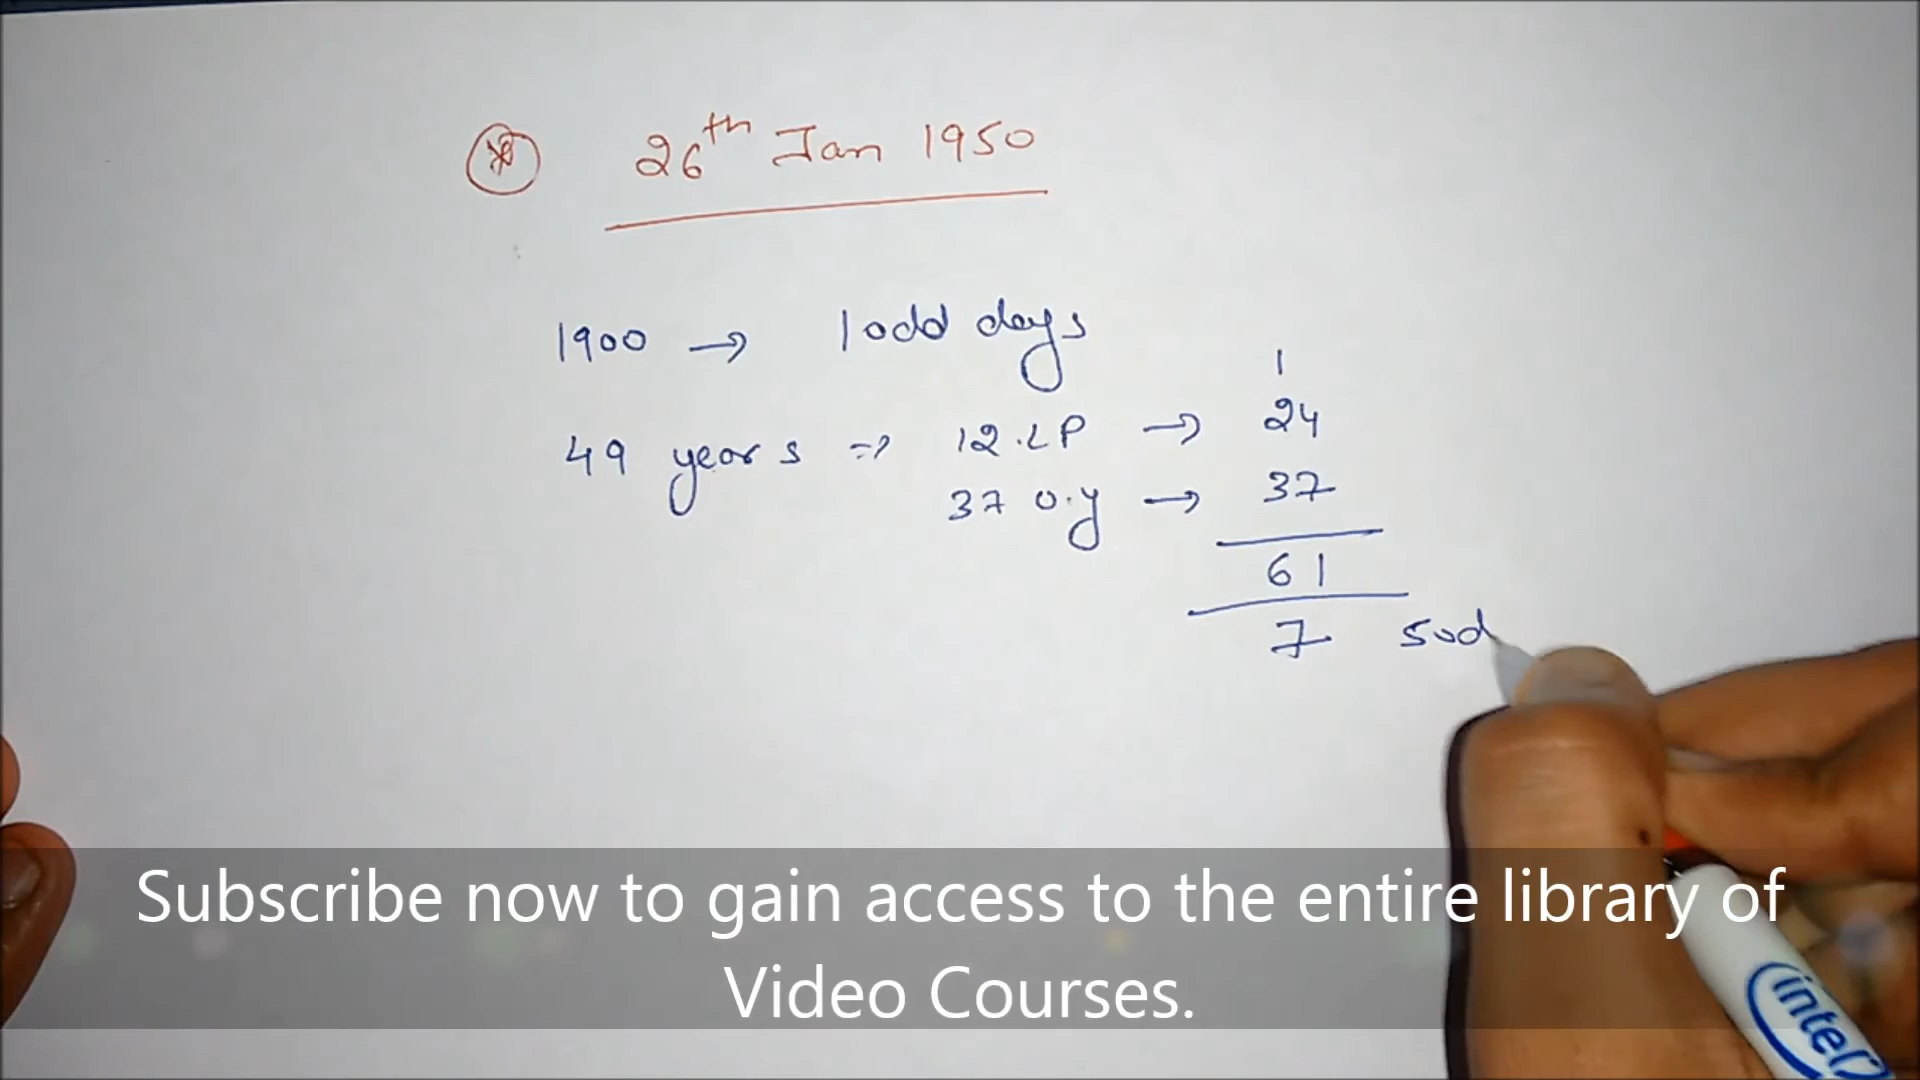 26th Jan 1950
1900 → 1 odd days
1
49 years => 12.LP → 24
37 o.y → 37
61
7 5od
Subscribe now to gain access to the entire library of
Video Courses.
intel